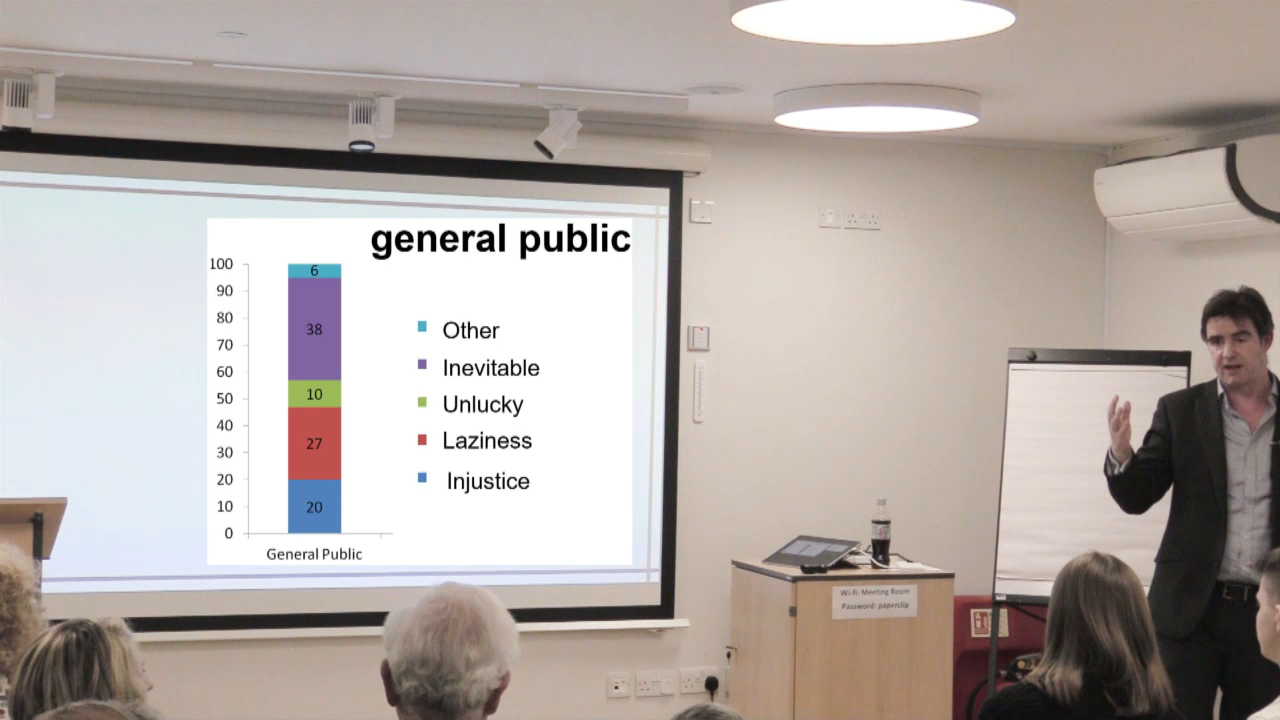 general public
100
90
80
70
60
50
40
30
20
10
0
6
38
10
27
20
General Public
Other
Inevitable
Unlucky
Laziness
Injustice
Wi-fi: Meeting Room
Password: paperclip